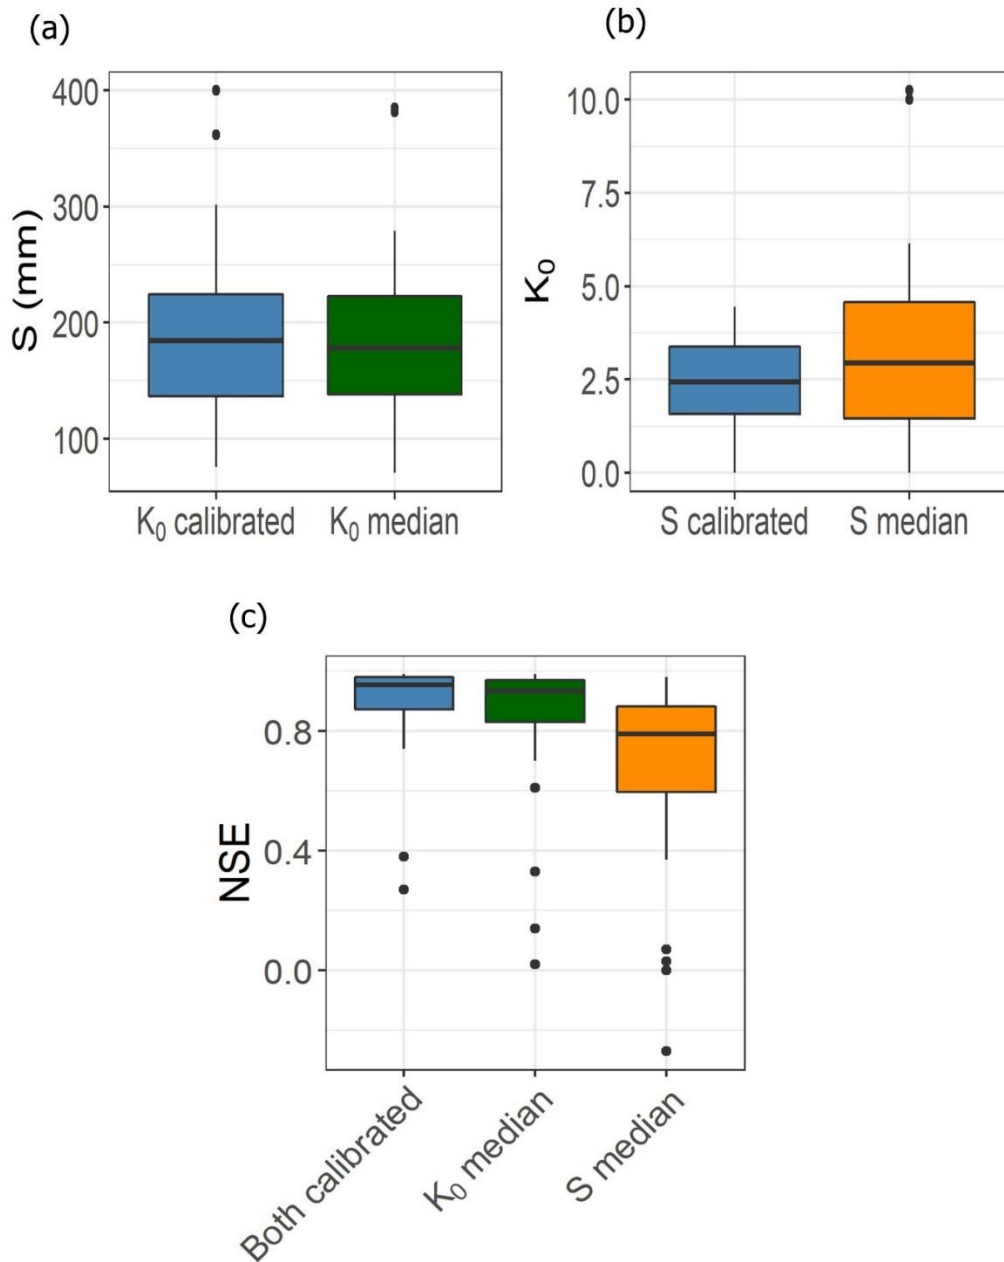 (a)
S (mm)
400
300
200
100
K₀ calibrated
K₀ median
(b)
K₀
10.0
7.5
5.0
2.5
0.0
S calibrated
S median
(c)
NSE
0.8
0.4
0.0
Both calibrated
K₀ median
S median